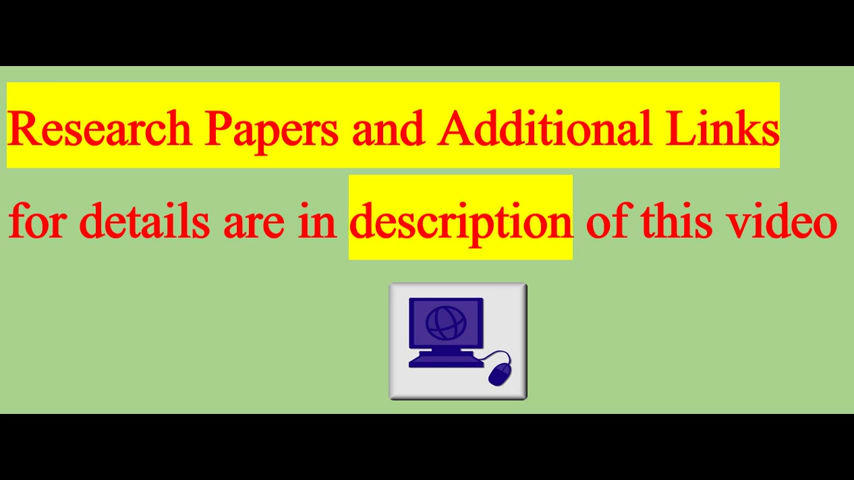 Research Papers and Additional Links
for details are in description of this video